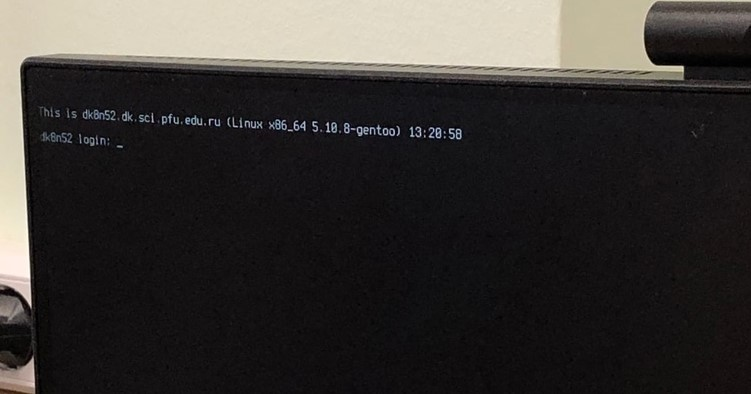 This is dk8n52.dk.sci.pfu.edu.ru (Linux x86_64 5.10.8-gentoo) 13:20:58
dk8n52 login: _